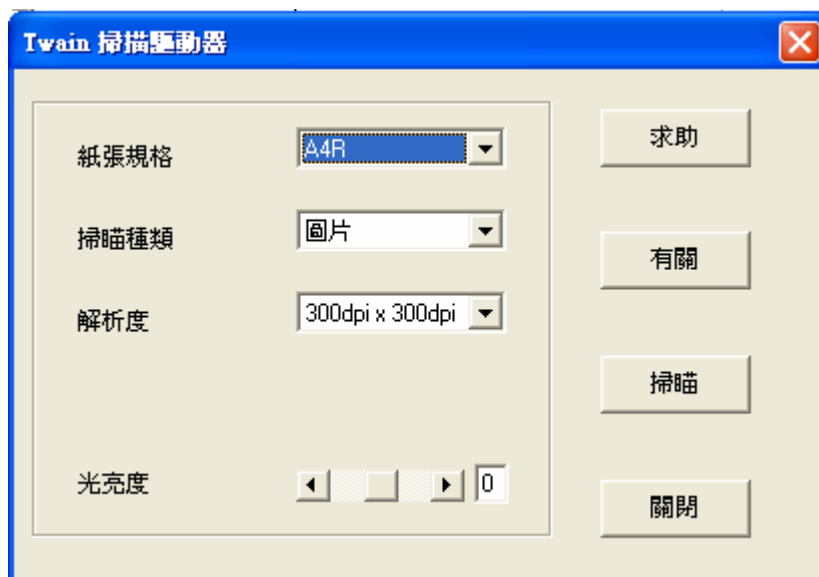 Twain 掃描驅動器
紙張規格
A4R
求助
掃瞄種類
圖片
有關
解析度
300dpi x 300dpi
掃瞄
光亮度
0
關閉